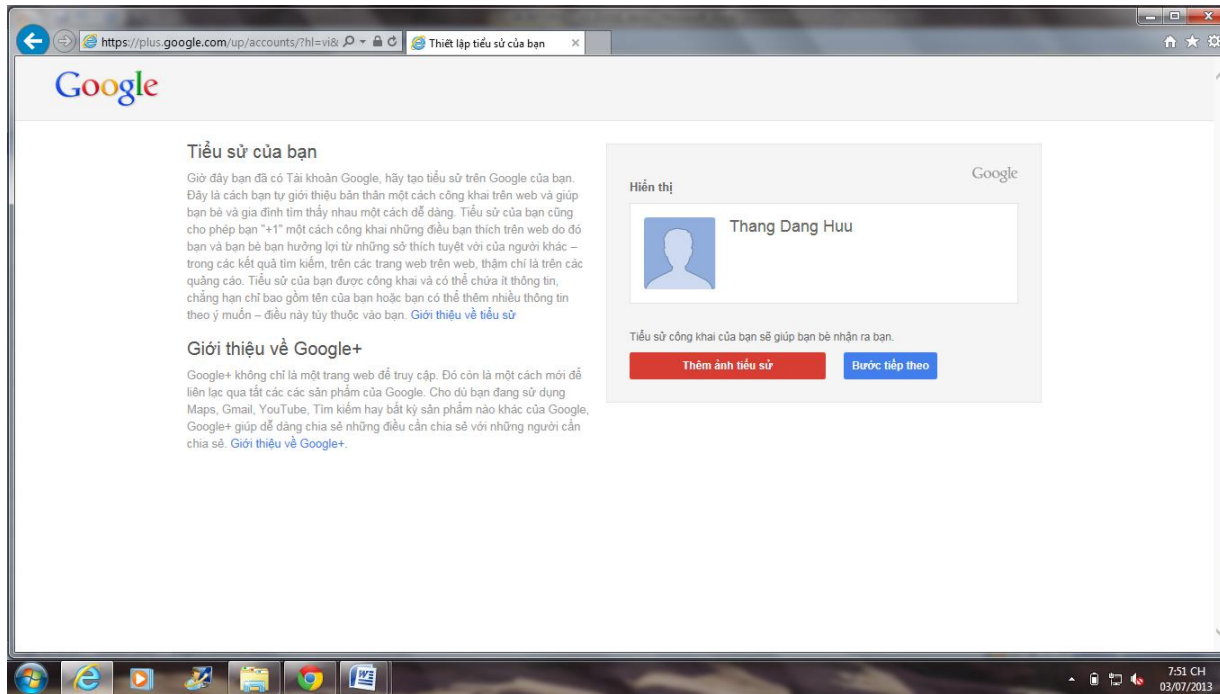 https://plus.google.com/up/accounts/?hl=vi&
Thiết lập tiểu sử của bạn
Google
Tiểu sử của bạn
Giờ đây bạn đã có Tài khoản Google, hãy tạo tiểu sử trên Google của bạn.
Đây là cách bạn tự giới thiệu bản thân một cách công khai trên web và giúp
bạn bè và gia đình tìm thấy nhau một cách dễ dàng. Tiểu sử của bạn cũng
cho phép bạn "+1" một cách công khai những điều bạn thích trên web do đó
bạn và bạn bè bạn hưởng lợi từ những sở thích tuyệt vời của người khác –
trong các kết quả tìm kiếm, trên các trang web trên web, thậm chí là trên các
quảng cáo. Tiểu sử của bạn được công khai và có thể chứa ít thông tin,
chẳng hạn chỉ bao gồm tên của bạn hoặc bạn có thể thêm nhiều thông tin
theo ý muốn – điều này tùy thuộc vào bạn. Giới thiệu về tiểu sử
Giới thiệu về Google+
Google+ không chỉ là một trang web để truy cập. Đó còn là một cách mới để
liên lạc qua tất các các sản phẩm của Google. Cho dù bạn đang sử dụng
Maps, Gmail, YouTube, Tìm kiếm hay bất kỳ sản phẩm nào khác của Google,
Google+ giúp dễ dàng chia sẻ những điều cần chia sẻ với những người cần
chia sẻ. Giới thiệu về Google+.
Google
Hiển thị
Thang Dang Huu
Tiểu sử công khai của bạn sẽ giúp bạn bè nhận ra bạn.
Thêm ảnh tiểu sử
Bước tiếp theo
7:51 CH
03/07/2013